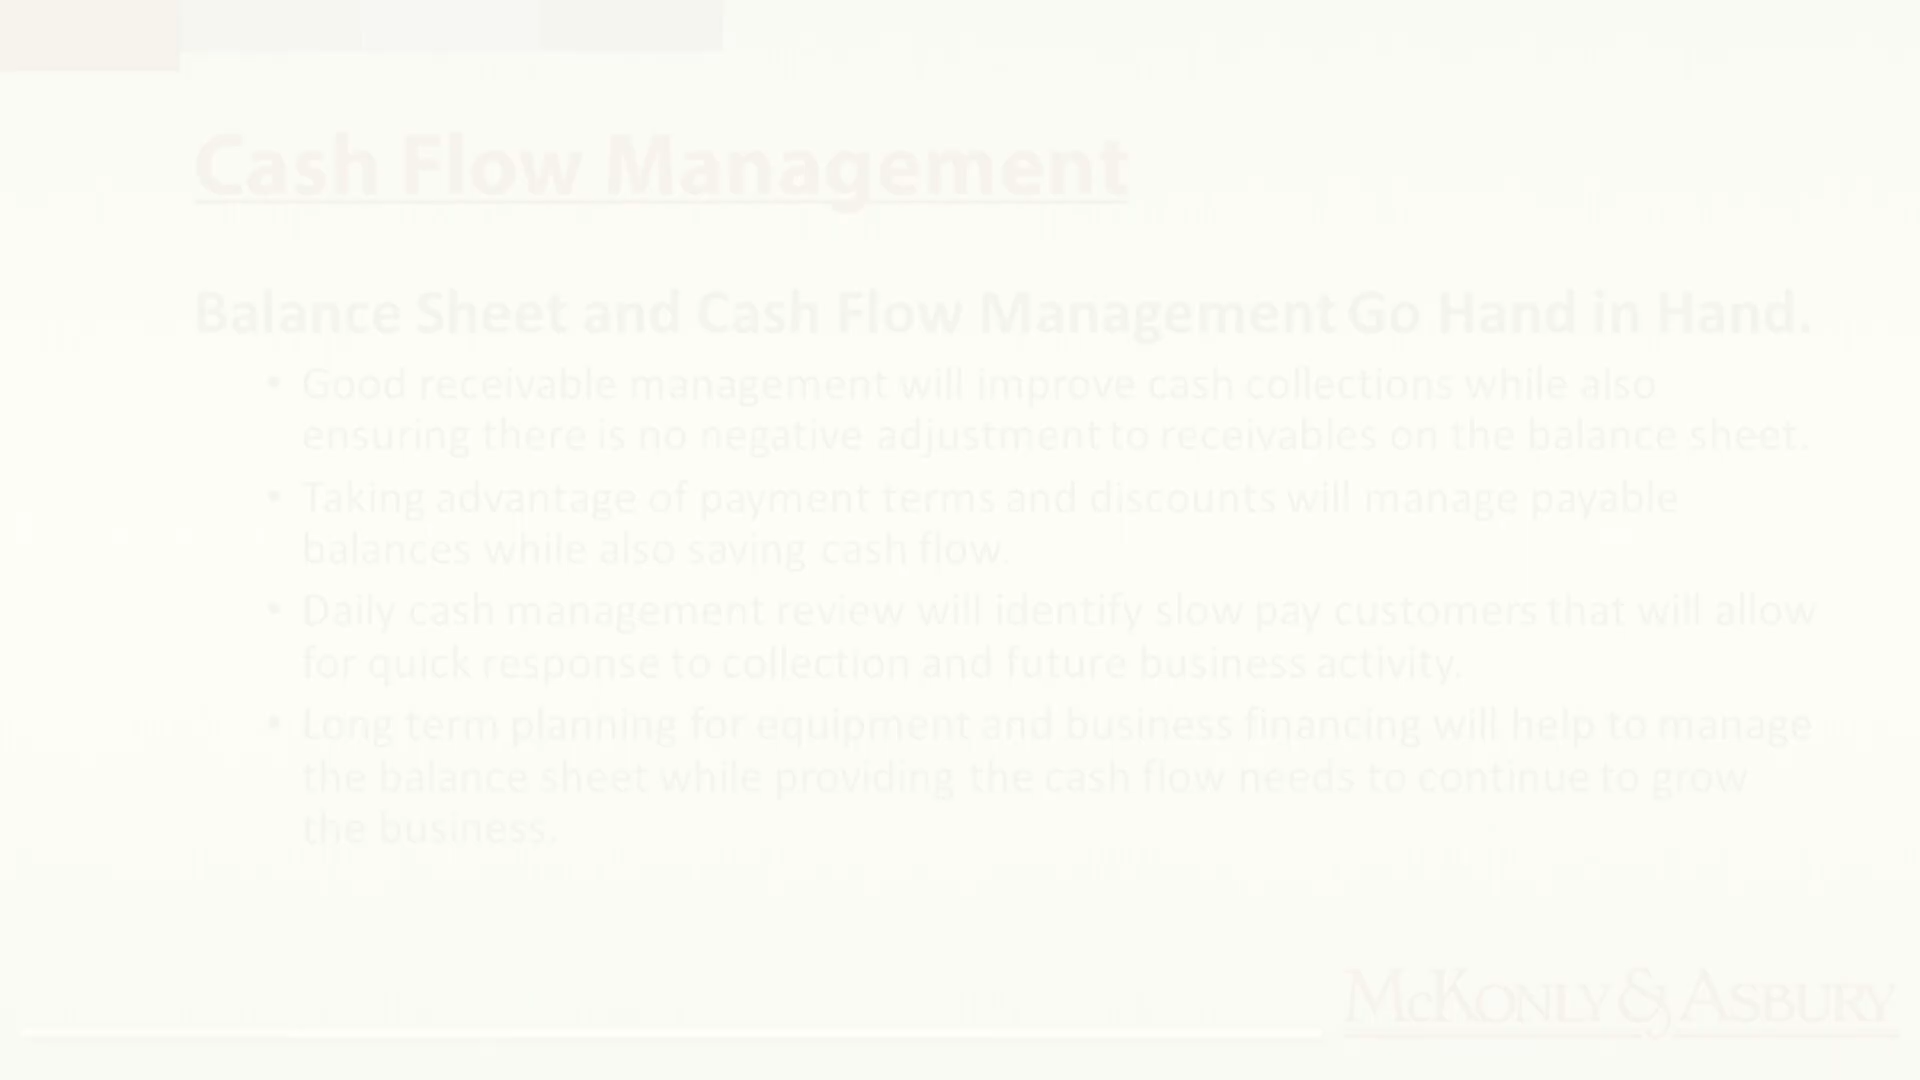 Cash Flow Management
Balance Sheet and Cash Flow Management Go Hand in Hand.
• Good receivable management will improve cash collections while also
ensuring there is no negative adjustment to receivables on the balance sheet.
• Taking advantage of payment terms and discounts will manage payable
balances while also saving cash flow.
• Daily cash management review will identify slow pay customers that will allow
for quick response to collection and future business activity.
• Long term planning for equipment and business financing will help to manage
the balance sheet while providing the cash flow needs to continue to grow
the business.
McKonly & Asbury